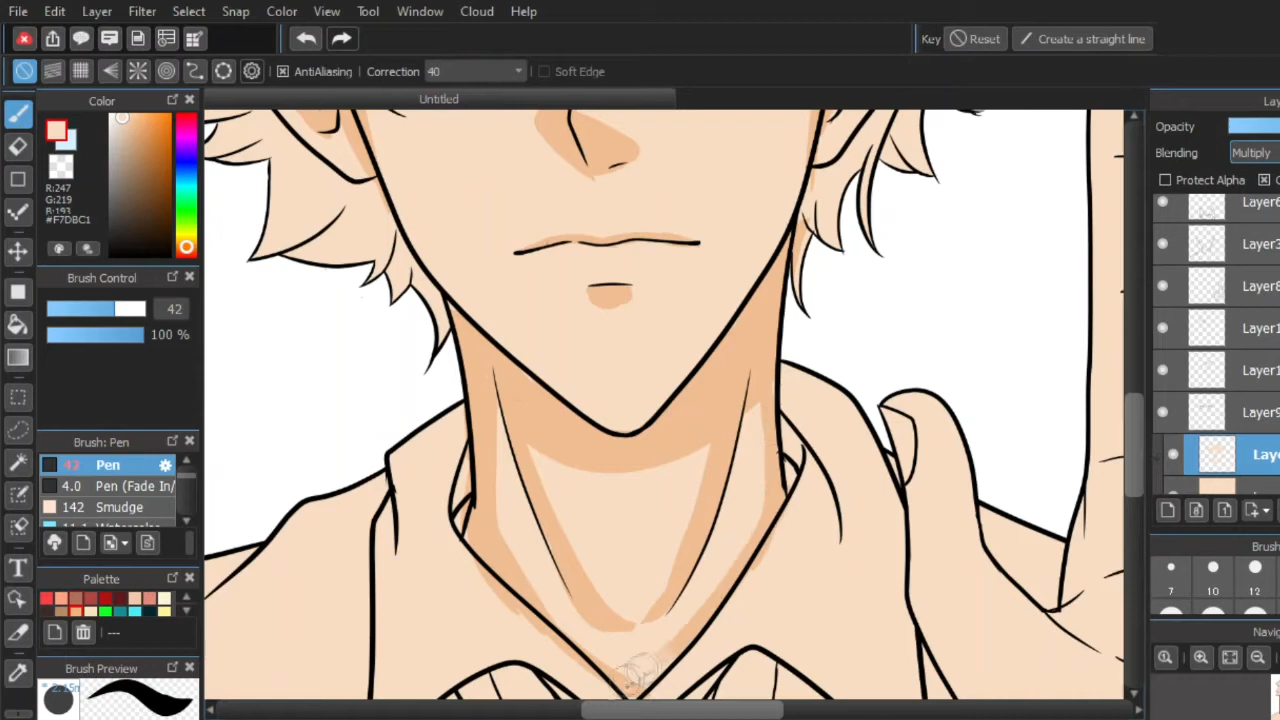 File Edit Layer Filter Select Snap Color View Tool Window Cloud Help
Key Reset Create a straight line
AntiAliasing Correction 40 Soft Edge
Color
Untitled
R:247
G:219
B:193
#F7DBC1
Brush Control
42
100 %
Brush: Pen
42 Pen
4.0 Pen (Fade In/
142 Smudge
Palette
---
Brush Preview
Opacity
Blending Multiply
Protect Alpha
7 10 12